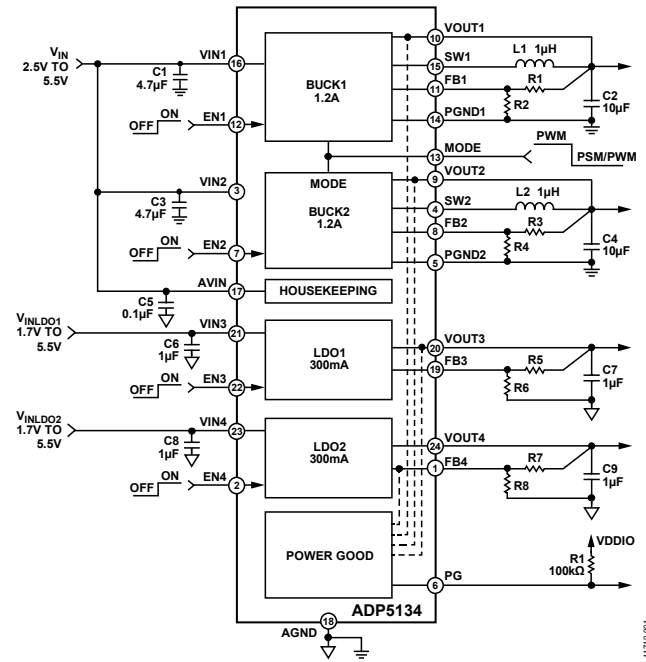 VOUT1
10
VIN
2.5V TO
5.5V
VIN1
16
C1
4.7µF
BUCK1
1.2A
15
SW1
L1 1µH
11
FB1
R1
R2
C2
10µF
OFF
ON
EN1
12
14
PGND1
13
MODE
PWM
PSM/PWM
VIN2
3
C3
4.7µF
MODE
BUCK2
1.2A
9
VOUT2
4
SW2
L2 1µH
8
FB2
R3
R4
C4
10µF
OFF
ON
EN2
7
5
PGND2
AVIN
17
HOUSEKEEPING
C5
0.1µF
VINLDO1
1.7V TO
5.5V
VIN3
21
C6
1µF
LDO1
300mA
20
VOUT3
19
FB3
R5
R6
C7
1µF
OFF
ON
EN3
22
VINLDO2
1.7V TO
5.5V
VIN4
23
C8
1µF
LDO2
300mA
24
VOUT4
1
FB4
R7
R8
C9
1µF
OFF
ON
EN4
2
POWER GOOD
VDDIO
R1
100kΩ
6
PG
ADP5134
18
AGND